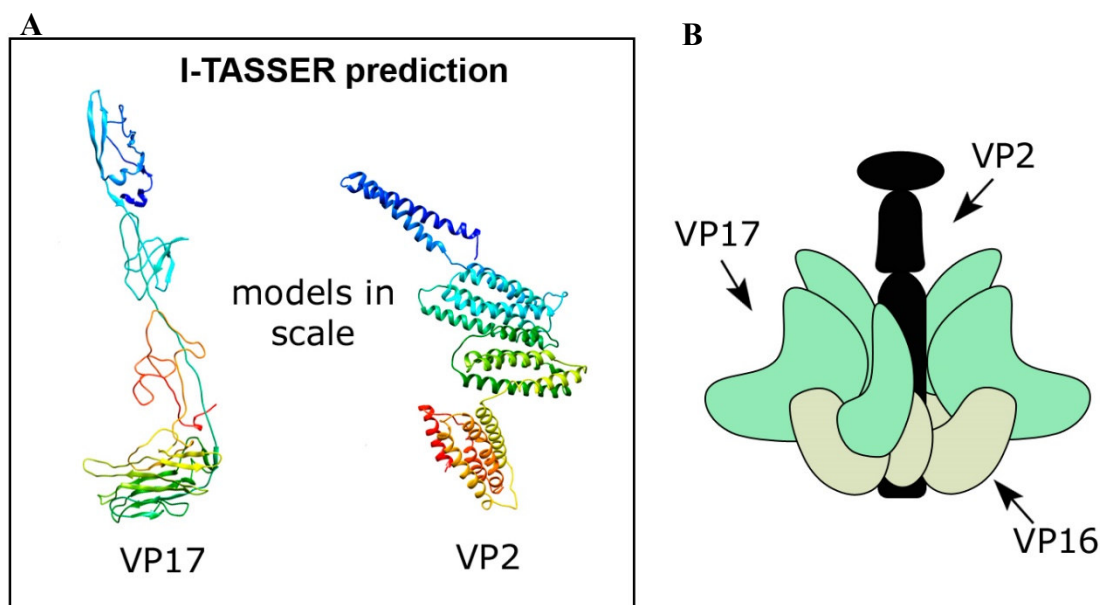 A
I-TASSER prediction
models in
scale
VP17
VP2
B
VP2
VP17
VP16